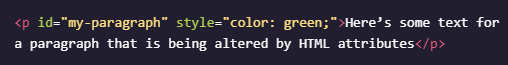 <p id="my-paragraph" style="color: green;">Here’s some text for
a paragraph that is being altered by HTML attributes</p>